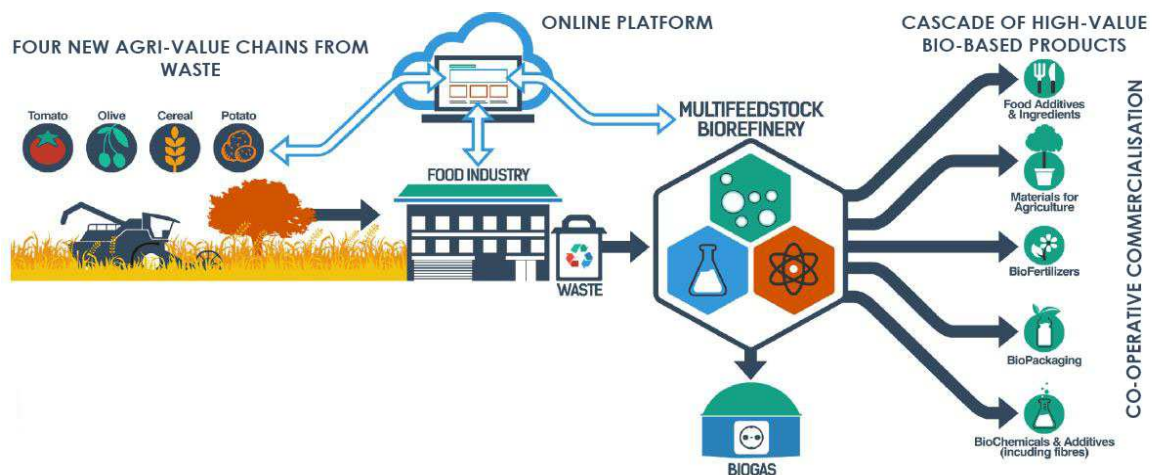 FOUR NEW AGRI-VALUE CHAINS FROM
WASTE
Tomato
Olive
Cereal
Potato
ONLINE PLATFORM
FOOD INDUSTRY
WASTE
MULTIFEEDSTOCK
BIOREFINERY
BIOGAS
CASCADE OF HIGH-VALUE
BIO-BASED PRODUCTS
Food Additives
& Ingredients
Materials for
Agriculture
BioFertilizers
BioPackaging
BioChemicals & Additives
(incuding fibres)
CO-OPERATIVE COMMERCIALISATION